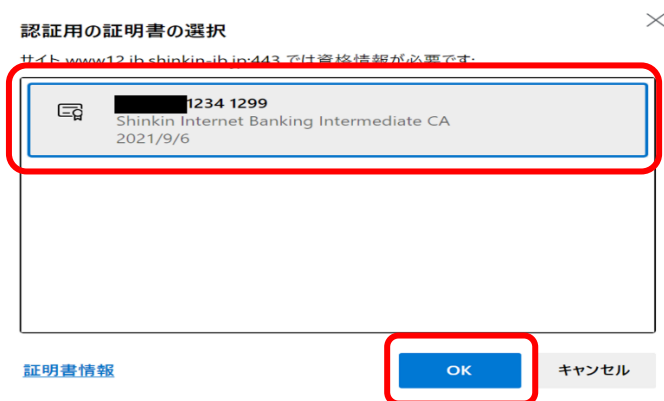 認証用の証明書の選択
サイト www12.ib.shinkin-ib.jp:443 では資格情報が必要です:
1234 1299
Shinkin Internet Banking Intermediate CA
2021/9/6
証明書情報
OK
キャンセル